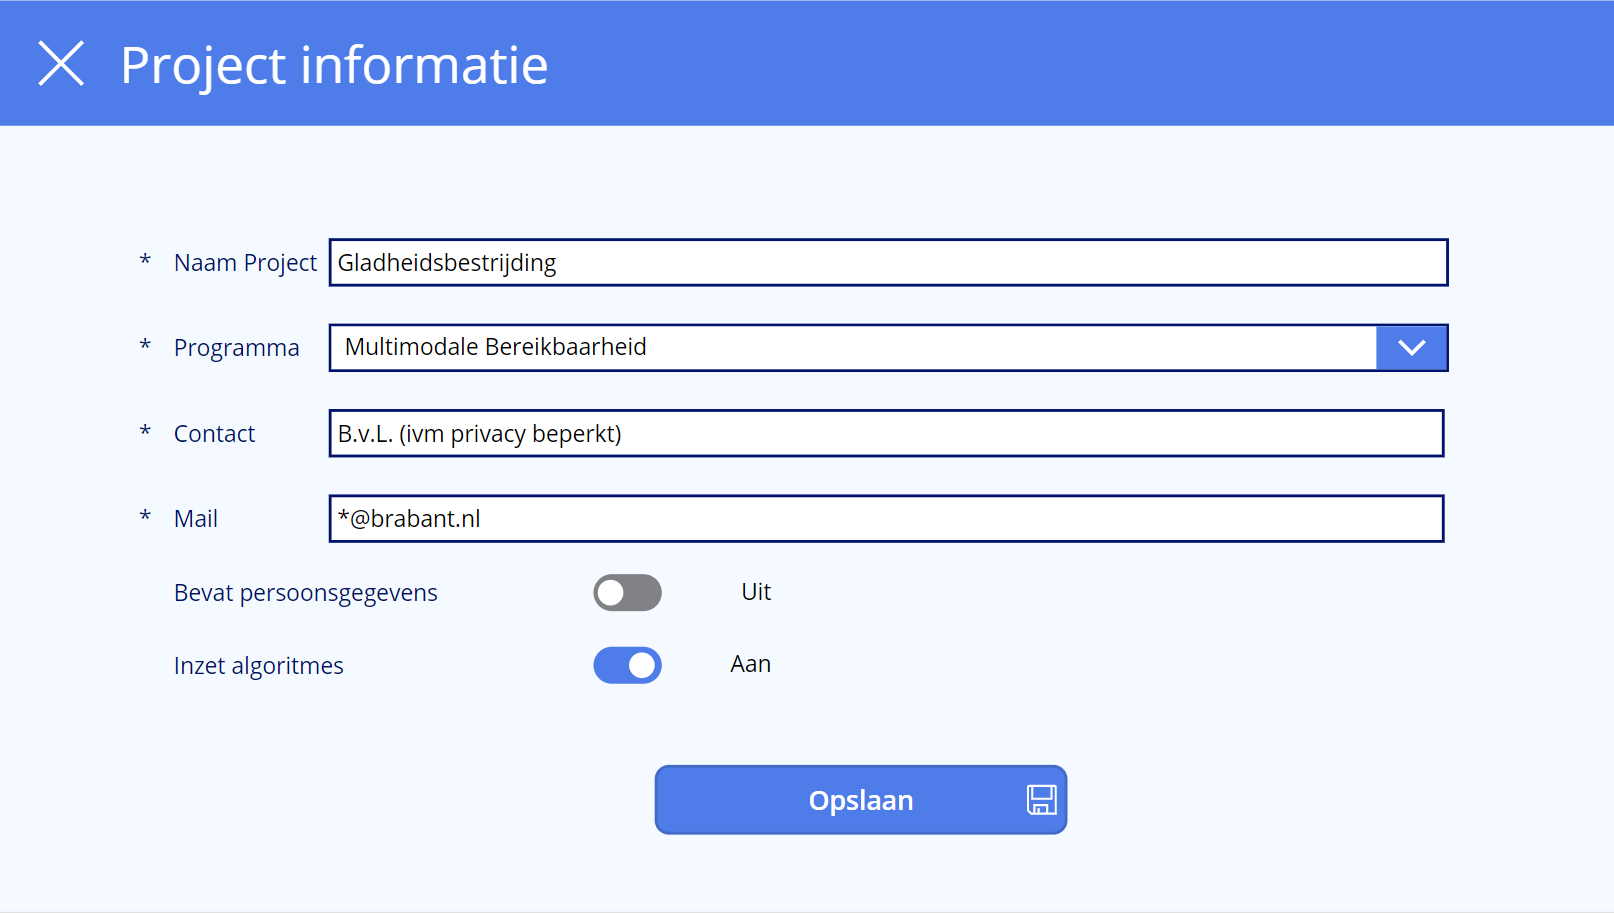 Project informatie
* Naam Project Gladheidsbestrijding
* Programma Multimodale Bereikbaarheid
* Contact B.v.L. (ivm privacy beperkt)
* Mail *@brabant.nl
Bevat persoonsgegevens Uit
Inzet algoritmes Aan
Opslaan